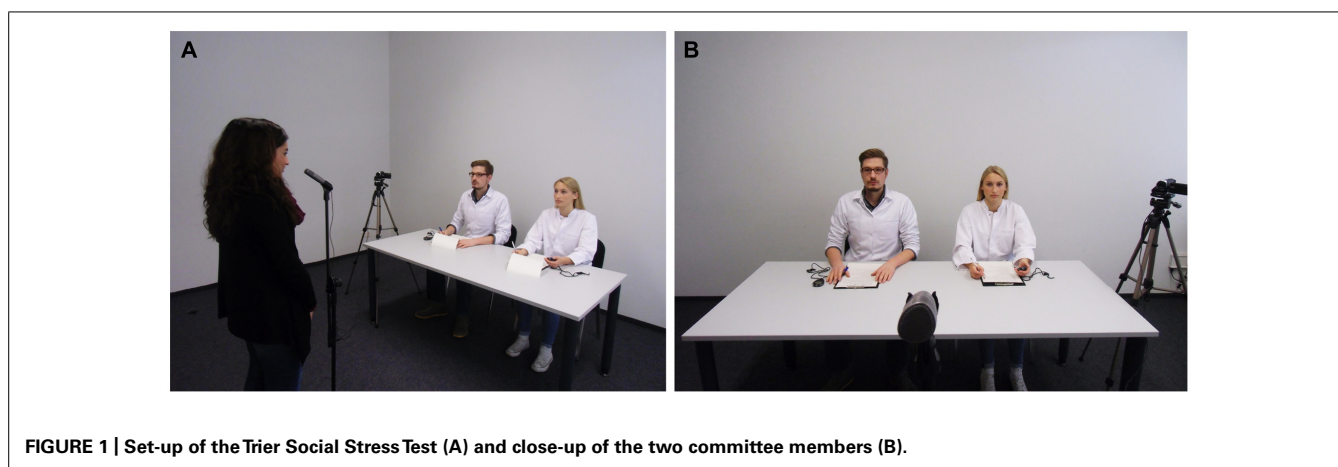 A
B
FIGURE 1 | Set-up of the Trier Social Stress Test (A) and close-up of the two committee members (B).